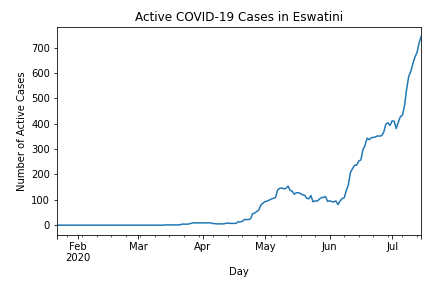 Active COVID-19 Cases in Eswatini
Number of Active Cases
700
600
500
400
300
200
100
0
Feb Mar Apr May Jun Jul
2020
Day